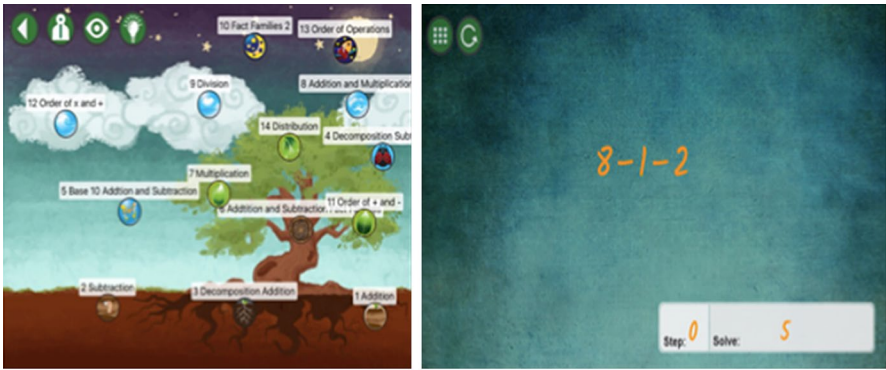 10 Fact Families 2
13 Order of Operations
9 Division
8 Addition and Multiplication
12 Order of x and +
14 Distribution
4 Decomposition Sub
7 Multiplication
5 Base 10 Addtion and Subtraction
11 Order of + and -
6 Addtition and Subtraction
2 Subtraction
3 Decomposition Addition
1 Addition
8-1-2
Step: 0 Solve: 5